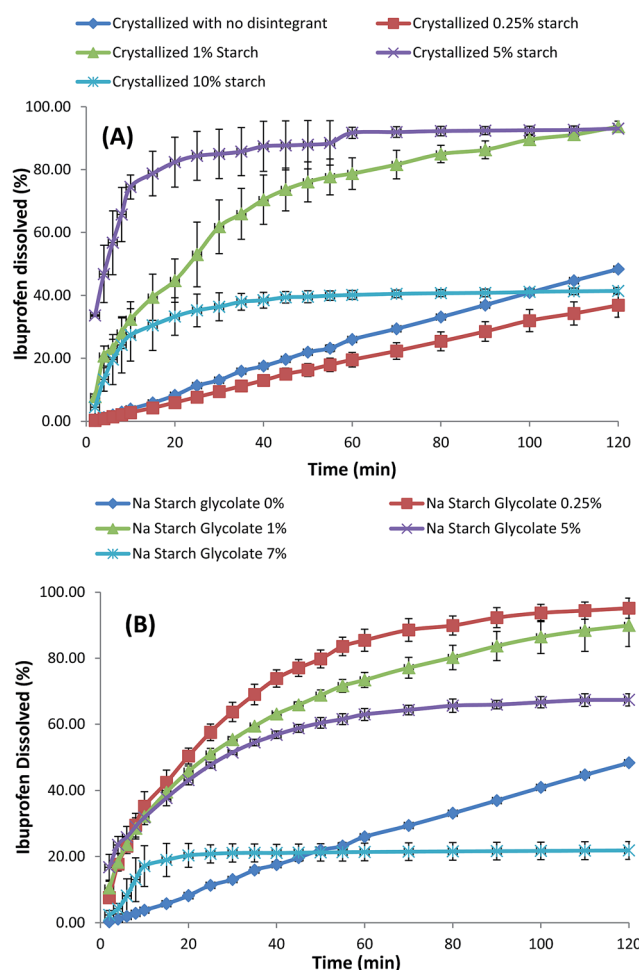 Crystallized with no disintegrant Crystallized 0.25% starch
Crystallized 1% Starch Crystallized 5% starch
Crystallized 10% starch
100.00
(A)
80.00
60.00
40.00
20.00
0.00
Ibuprofen dissolved (%)
0 20 40 60 80 100 120
Time (min)
Na Starch glycolate 0% Na Starch Glycolate 0.25%
Na Starch Glycolate 1% Na Starch Glycolate 5%
Na Starch Glycolate 7%
100.00
(B)
80.00
60.00
40.00
20.00
0.00
Ibuprofen Dissolved (%)
0 20 40 60 80 100 120
Time (min)